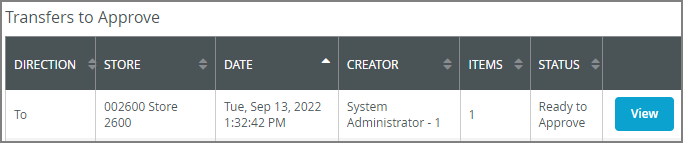 Transfers to Approve
DIRECTION STORE DATE CREATOR ITEMS STATUS
To 002600 Store 2600 Tue, Sep 13, 2022 1:32:42 PM System Administrator - 1 1 Ready to Approve View